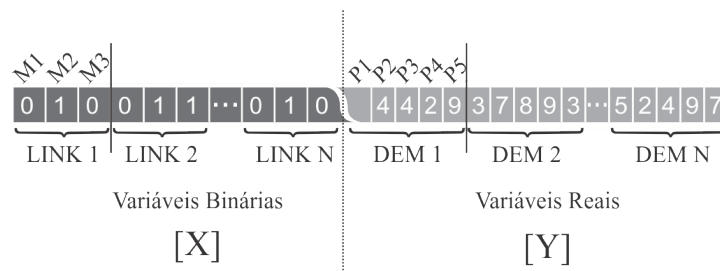 M1 M2 M3 P1 P2 P3 P4 P5
0 1 0 0 1 1 ... 0 1 0 4 4 2 9 3 7 8 9 3 ... 5 2 4 9 7
LINK 1 LINK 2 LINK N DEM 1 DEM 2 DEM N
Variáveis Binárias Variáveis Reais
[X] [Y]